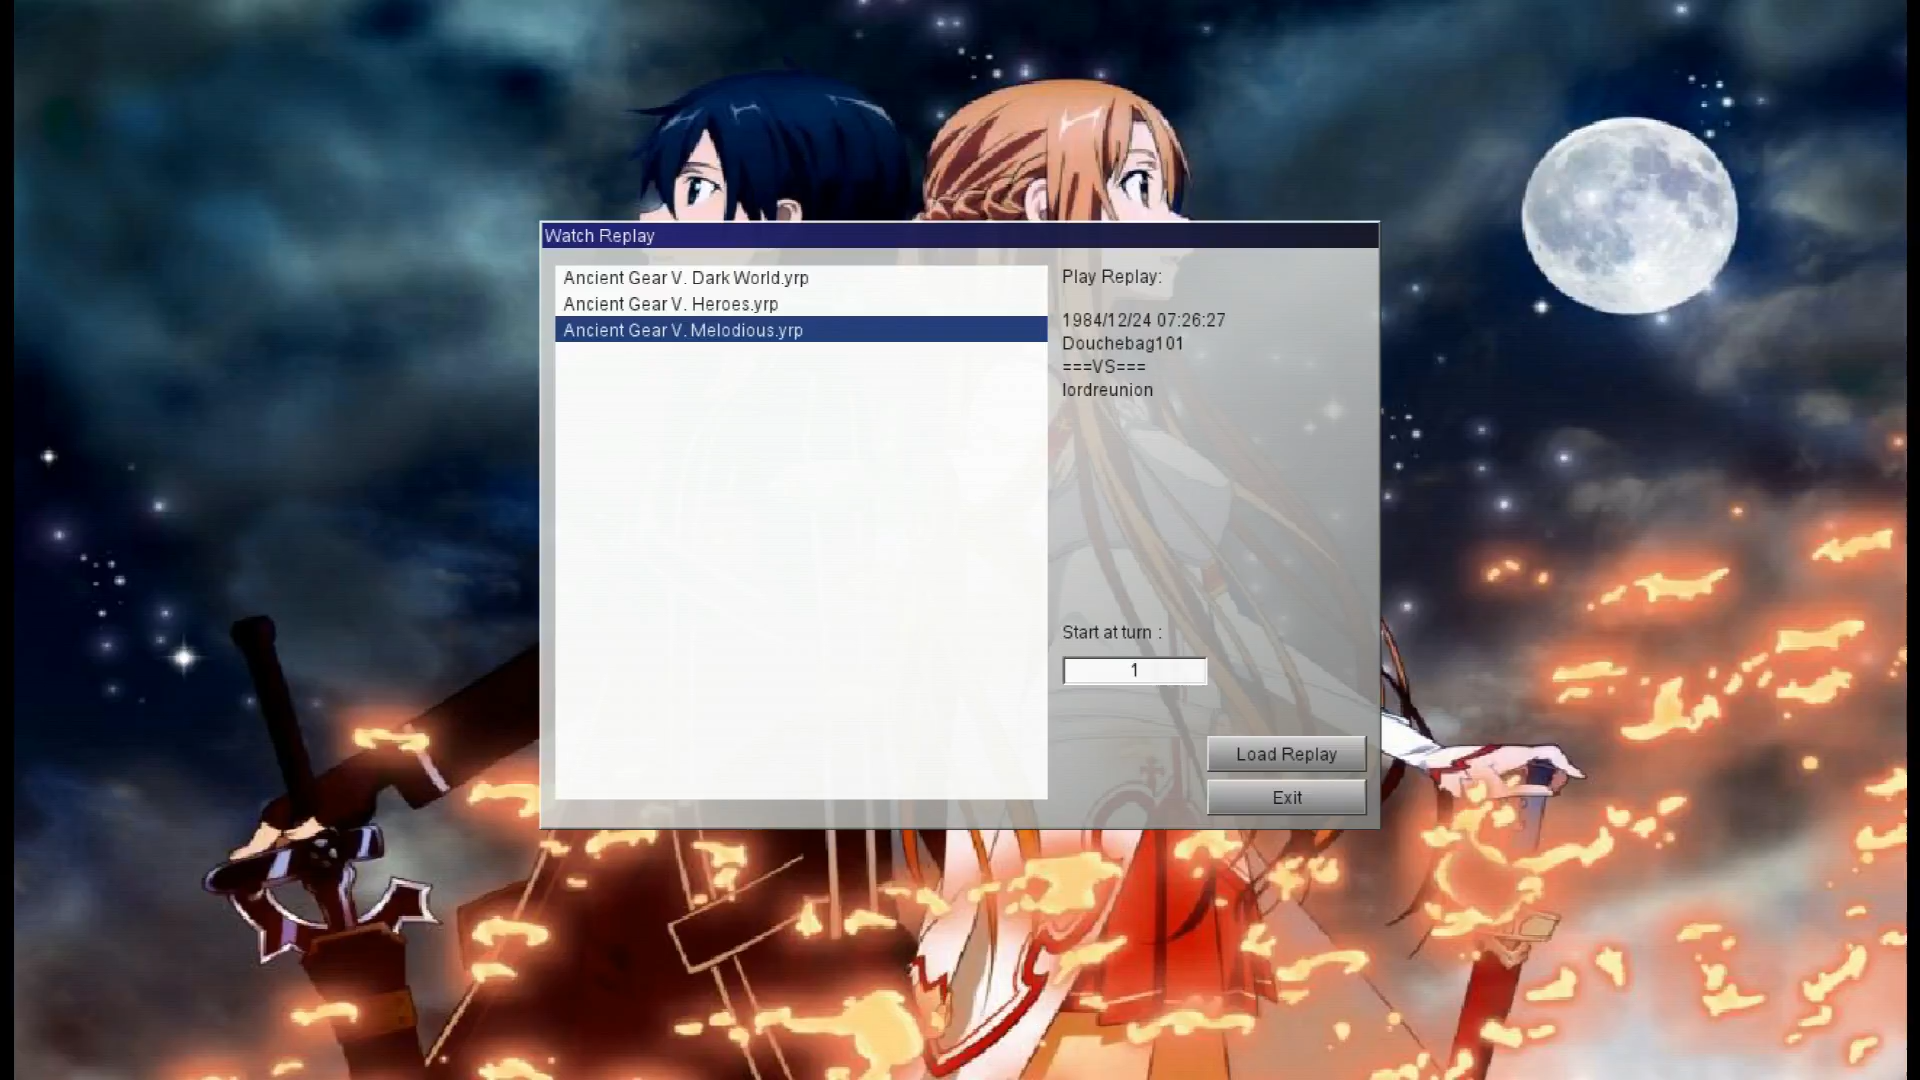 Watch Replay
Ancient Gear V. Dark World.yrp
Ancient Gear V. Heroes.yrp
Ancient Gear V. Melodious.yrp
Play Replay:
1984/12/24 07:26:27
Douchebag101
===VS===
lordreunion
Start at turn :
1
Load Replay
Exit